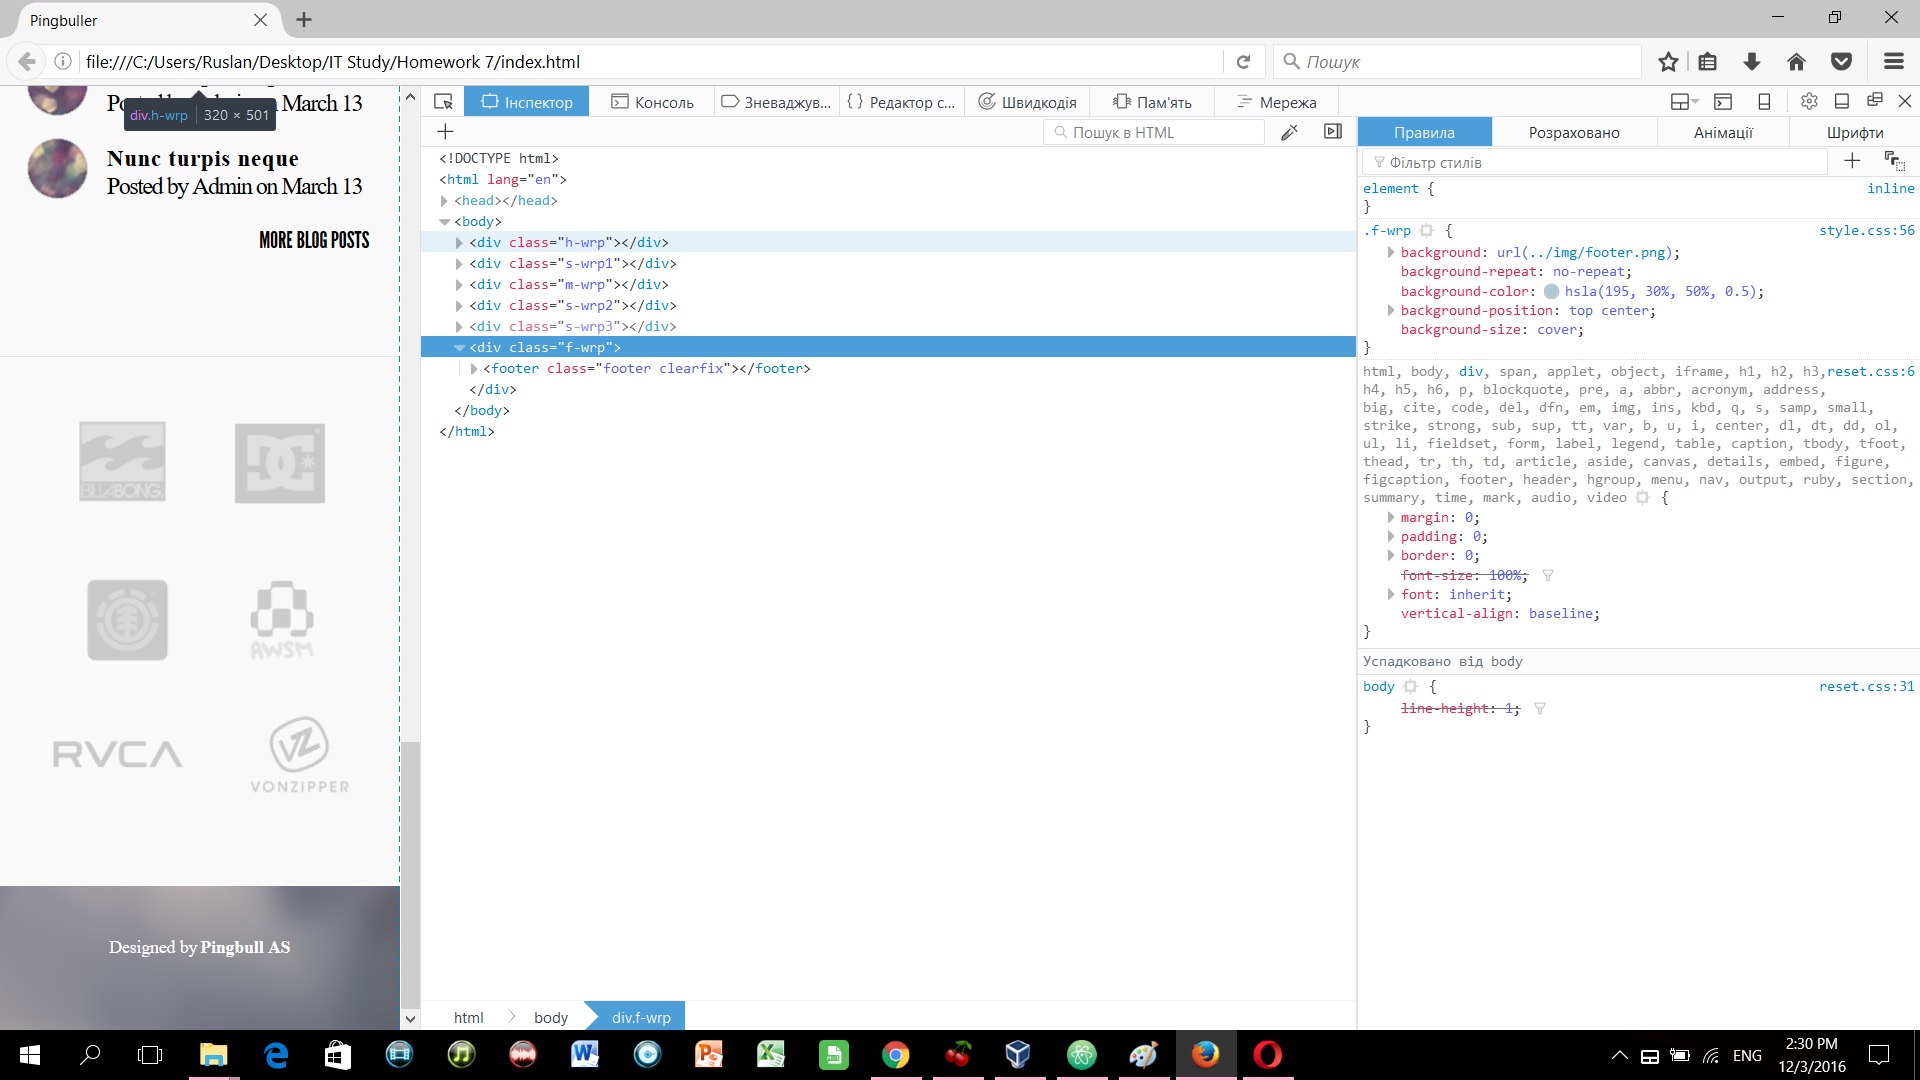 Pingbuller
file:///C:/Users/Ruslan/Desktop/IT Study/Homework 7/index.html
Пошук
March 13
div.h-wrp | 320 × 501
Nunc turpis neque
Posted by Admin on March 13
MORE BLOG POSTS
BILLABONG
DC
AWSM
RVCA
VZ
VONZIPPER
Designed by Pingbull AS
Інспектор
Консоль
Зневаджув...
Редактор с...
Швидкодія
Пам'ять
Мережа
Пошук в HTML
<!DOCTYPE html>
<html lang="en">
<head></head>
<body>
<div class="h-wrp"></div>
<div class="s-wrp1"></div>
<div class="m-wrp"></div>
<div class="s-wrp2"></div>
<div class="s-wrp3"></div>
<div class="f-wrp">
<footer class="footer clearfix"></footer>
</div>
</body>
</html>
html
body
div.f-wrp
Правила
Розраховано
Анімації
Шрифти
Фільтр стилів
element { inline
}
.f-wrp { style.css:56
background: url(../img/footer.png);
background-repeat: no-repeat;
background-color: hsla(195, 30%, 50%, 0.5);
background-position: top center;
background-size: cover;
}
html, body, div, span, applet, object, iframe, h1, h2, h3, reset.css:6
h4, h5, h6, p, blockquote, pre, a, abbr, acronym, address,
big, cite, code, del, dfn, em, img, ins, kbd, q, s, samp, small,
strike, strong, sub, sup, tt, var, b, u, i, center, dl, dt, dd, ol,
ul, li, fieldset, form, label, legend, table, caption, tbody, tfoot,
thead, tr, th, td, article, aside, canvas, details, embed, figure,
figcaption, footer, header, hgroup, menu, nav, output, ruby, section,
summary, time, mark, audio, video {
margin: 0;
padding: 0;
border: 0;
font-size: 100%;
font: inherit;
vertical-align: baseline;
}
Успадковано від body
body { reset.css:31
line-height: 1;
}
ENG
2:30 PM
12/3/2016